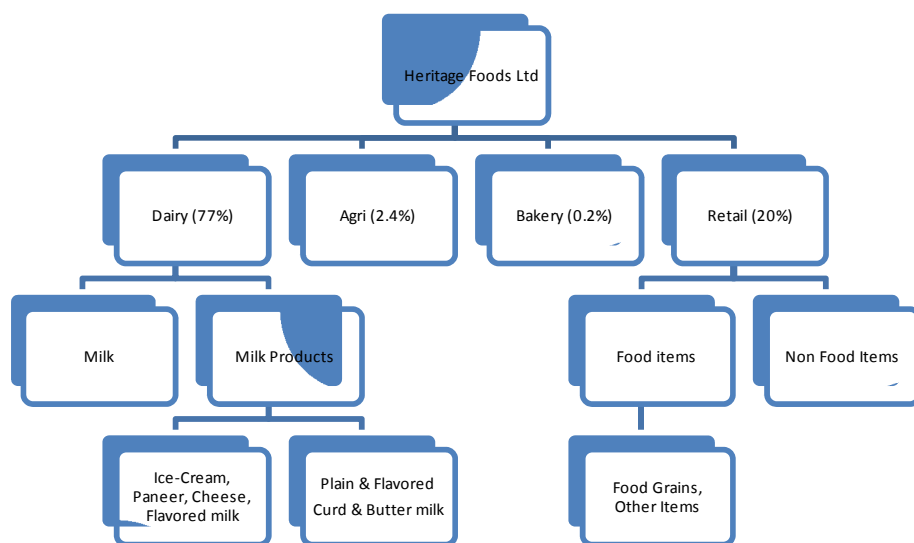 Heritage Foods Ltd
Dairy (77%)
Agri (2.4%)
Bakery (0.2%)
Retail (20%)
Milk
Milk Products
Food items
Non Food Items
Ice-Cream,
Paneer, Cheese,
Flavored milk
Plain & Flavored
Curd & Butter milk
Food Grains,
Other Items